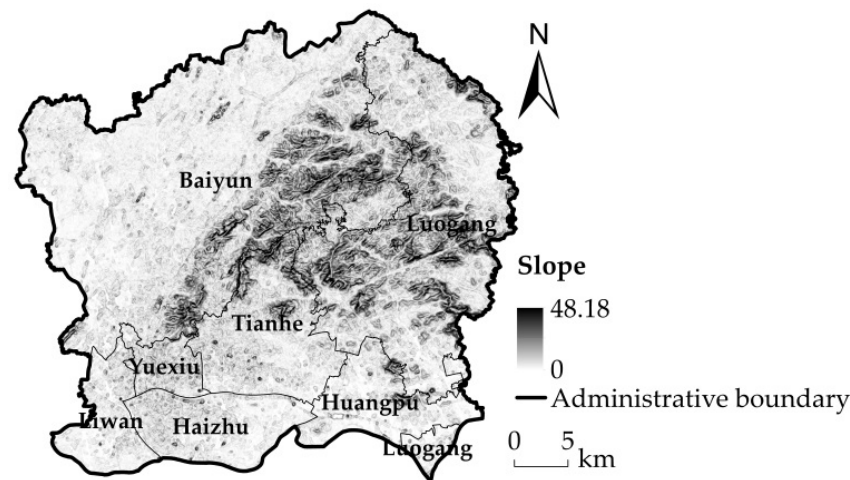 N
Baiyun
Luogang
Slope
48.18
Tianhe
0
Yuexiu
Administrative boundary
Huangpu
Liwan
Haizhu
Luogang
0 5
km